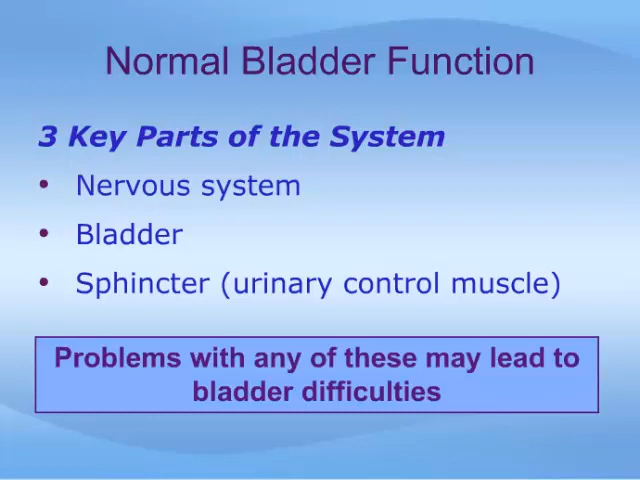 Normal Bladder Function
3 Key Parts of the System
• Nervous system
• Bladder
• Sphincter (urinary control muscle)
Problems with any of these may lead to
bladder difficulties